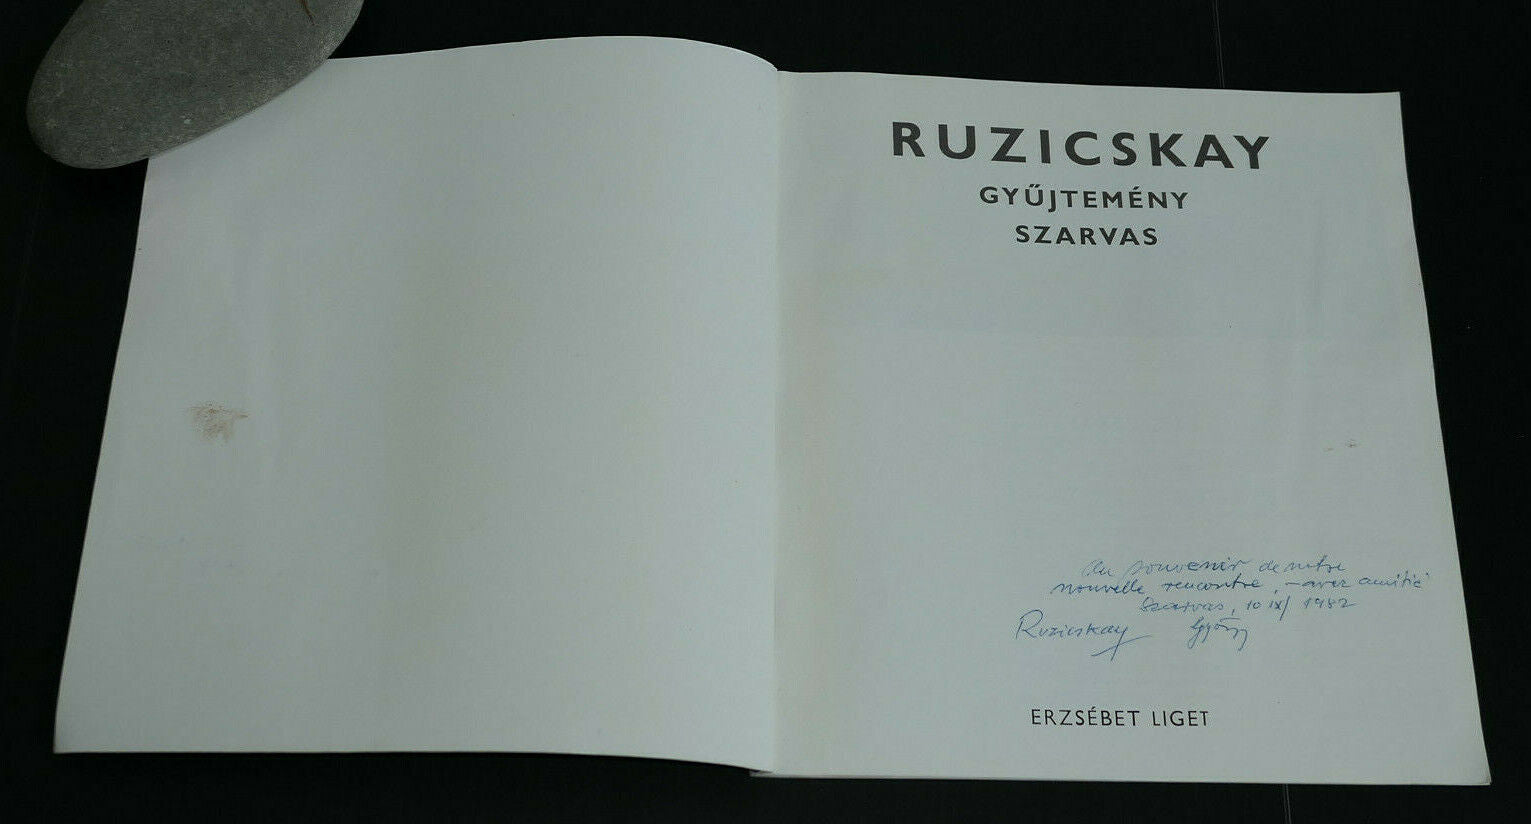 RUZICSKAY
GYŰJTEMÉNY
SZARVAS
Au souvenir de notre
nouvelle rencontre, - avec amitié
Szarvas, 10 IX/ 1982
Ruzicskay György
ERZSÉBET LIGET